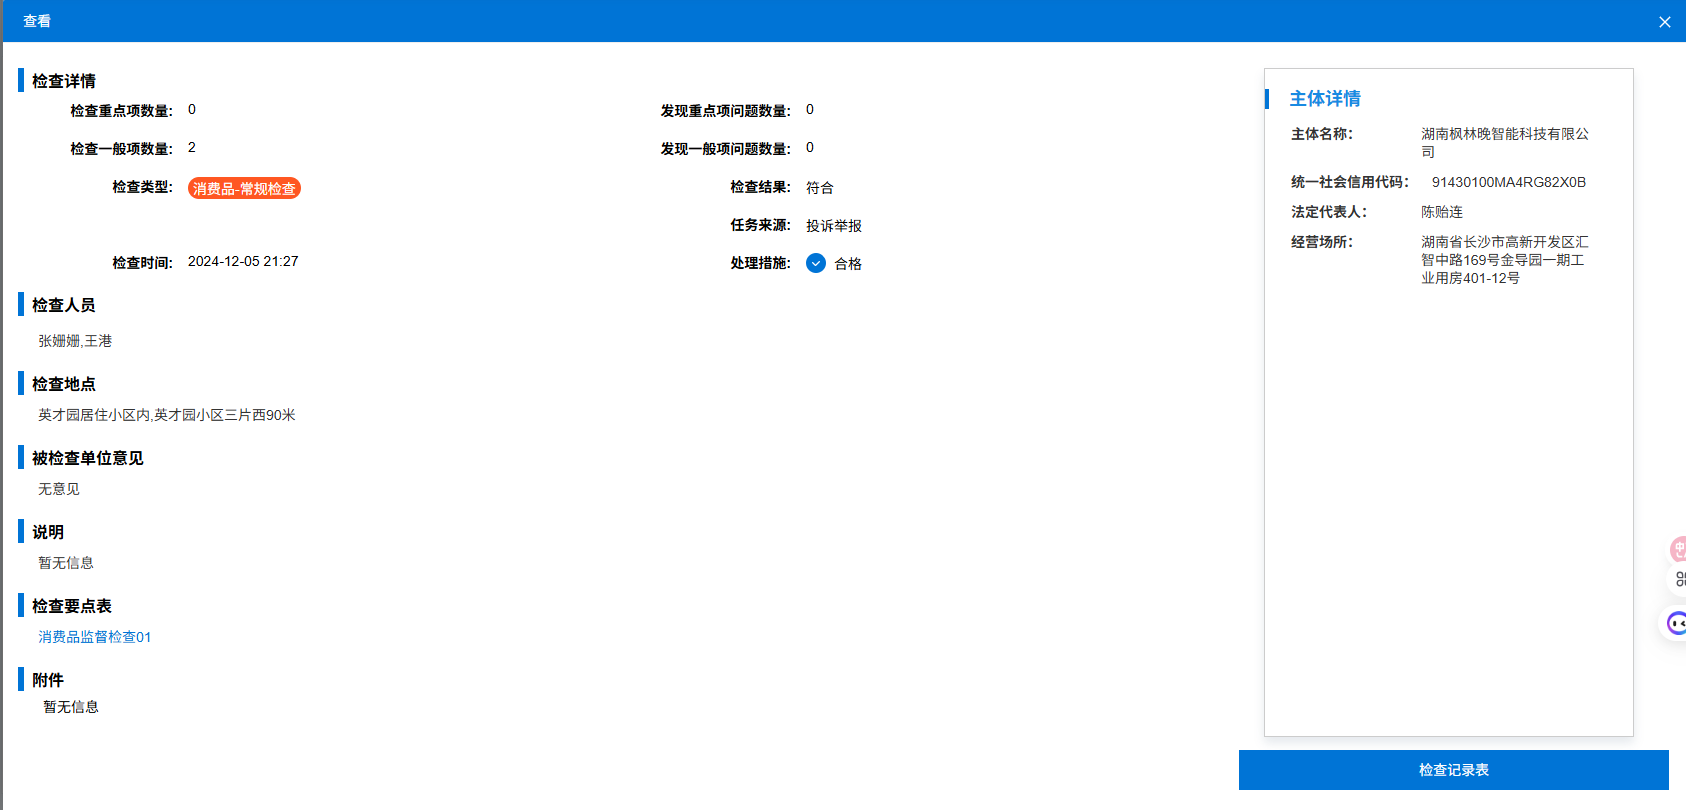 查看
检查详情
检查重点项数量: 0
发现重点项问题数量: 0
检查一般项数量: 2
发现一般项问题数量: 0
检查类型: 消费品-常规检查
检查结果: 符合
任务来源: 投诉举报
检查时间: 2024-12-05 21:27
处理措施: 合格
检查人员
张姗姗,王港
检查地点
英才园居住小区内,英才园小区三片西90米
被检查单位意见
无意见
说明
暂无信息
检查要点表
消费品监督检查01
附件
暂无信息
主体详情
主体名称: 湖南枫林晚智能科技有限公
司
统一社会信用代码: 91430100MA4RG82X0B
法定代表人: 陈贻连
经营场所: 湖南省长沙市高新开发区汇
智中路169号金导园一期工
业用房401-12号
检查记录表